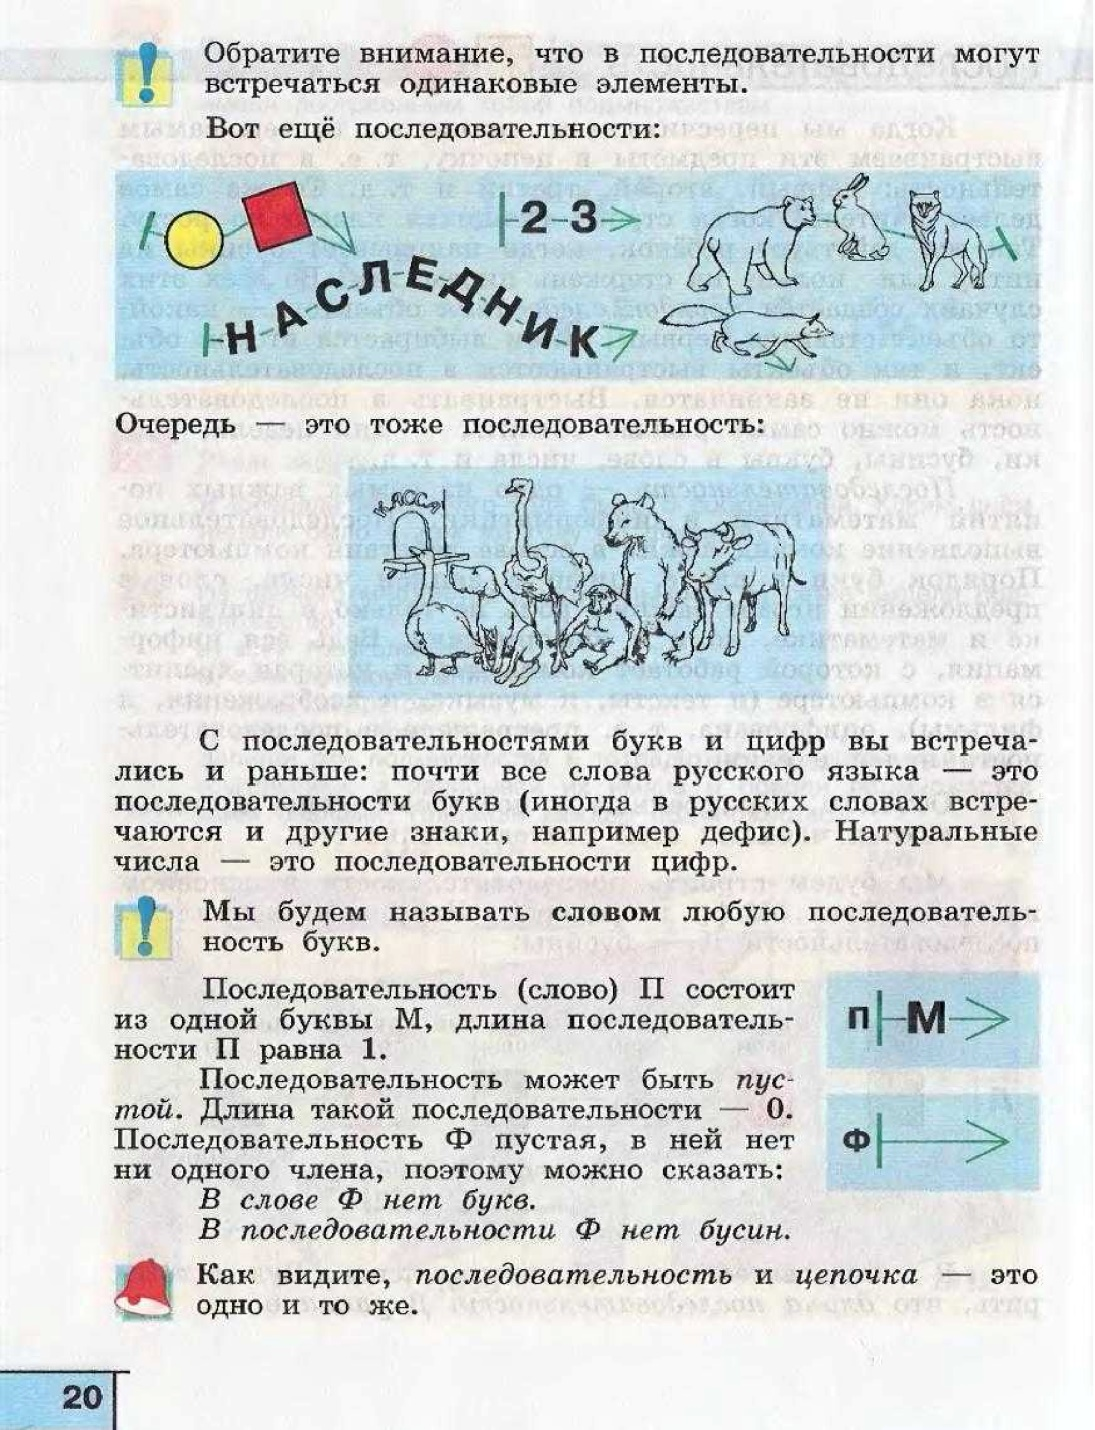 Обратите внимание, что в последовательности могут
встречаться одинаковые элементы.
Вот ещё последовательности:
2-3
НАСЛЕДНИК
Очередь — это тоже последовательность:
КАССА
С последовательностями букв и цифр вы встреча-
лись и раньше: почти все слова русского языка — это
последовательности букв (иногда в русских словах встре-
чаются и другие знаки, например дефис). Натуральные
числа — это последовательности цифр.
Мы будем называть словом любую последователь-
ность букв.
Последовательность (слово) П состоит
из одной буквы М, длина последователь-
ности П равна 1.
П М
Последовательность может быть пус-
той. Длина такой последовательности — 0.
Последовательность Ф пустая, в ней нет
ни одного члена, поэтому можно сказать:
Ф
В слове Ф нет букв.
В последовательности Ф нет бусин.
Как видите, последовательность и цепочка — это
одно и то же.
20